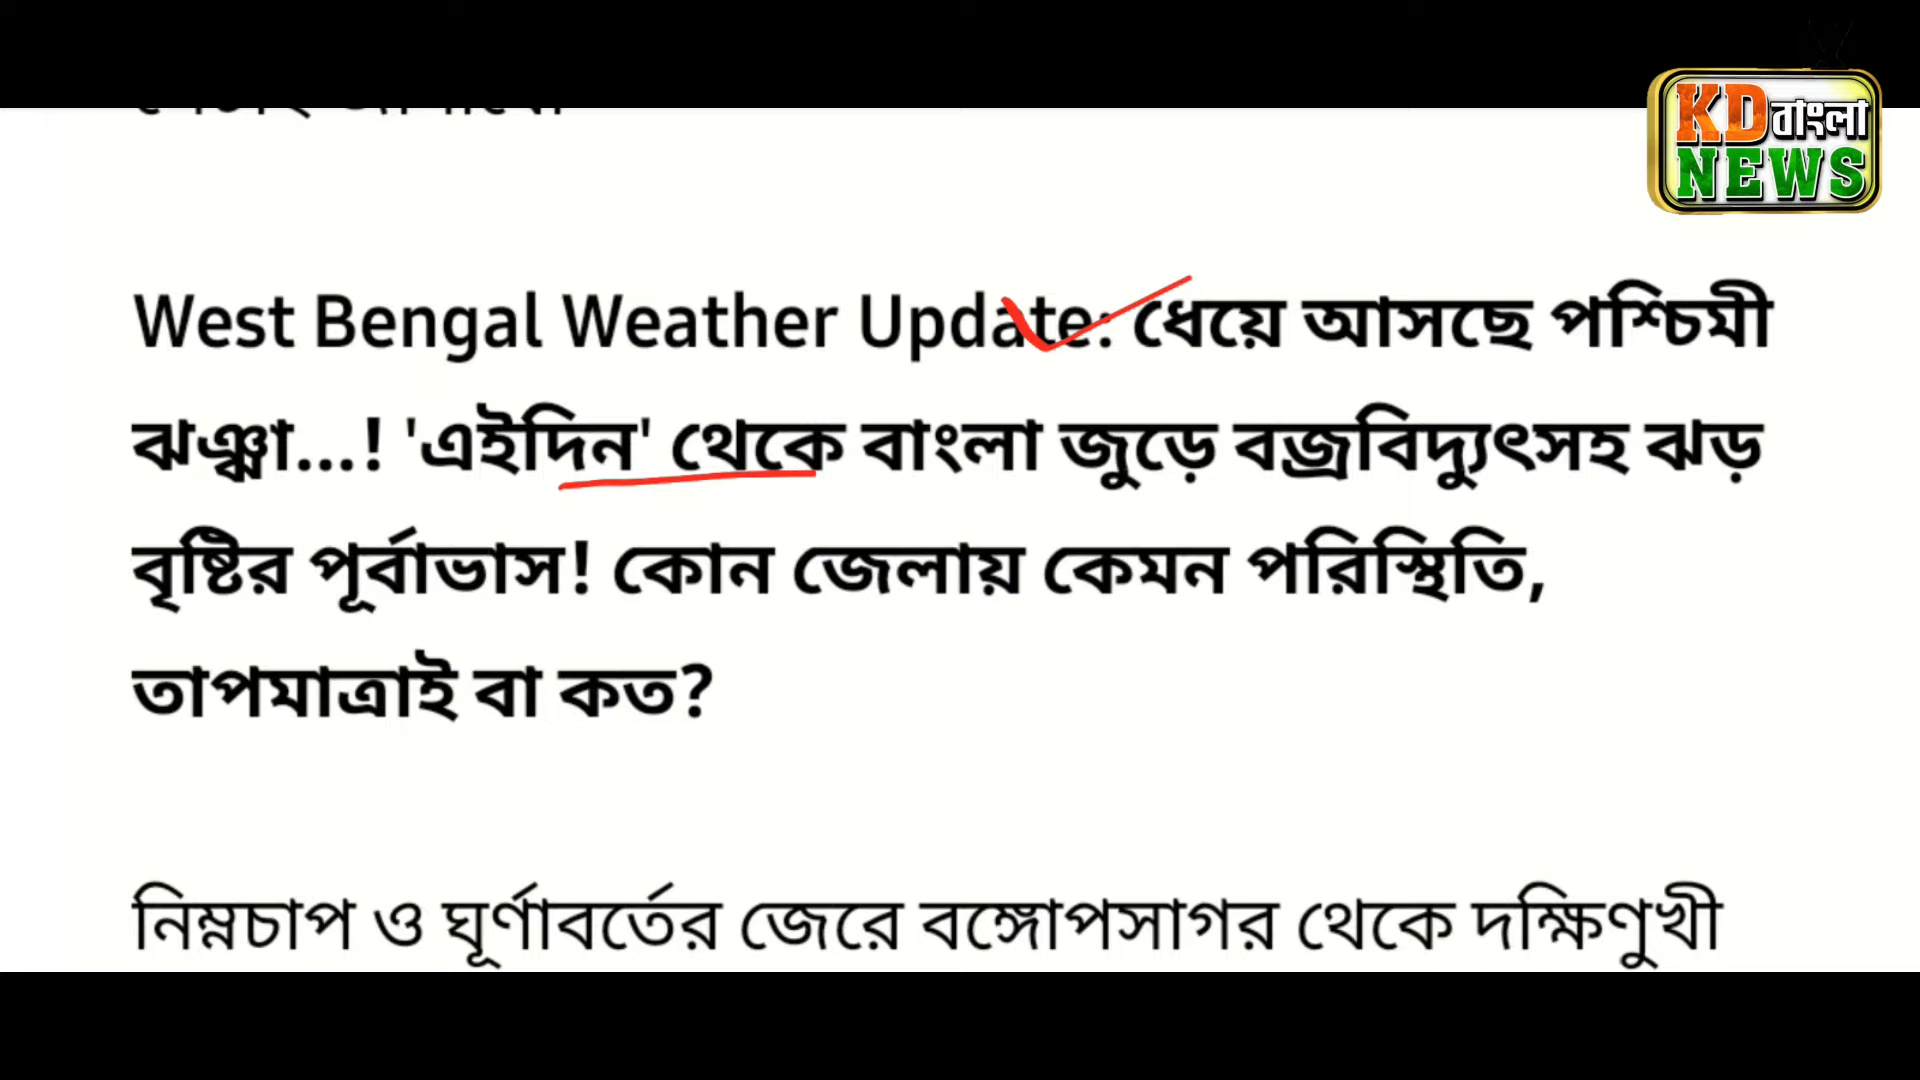 KD বাংলা
NEWS
West Bengal Weather Update: ধেয়ে আসছে পশ্চিমী
ঝঞ্ঝা...! 'এইদিন' থেকে বাংলা জুড়ে বজ্রবিদ্যুৎসহ ঝড়
বৃষ্টির পূর্বাভাস! কোন জেলায় কেমন পরিস্থিতি,
তাপমাত্রাই বা কত?
নিম্নচাপ ও ঘূর্ণাবর্তের জেরে বঙ্গোপসাগর থেকে দক্ষিণুখী